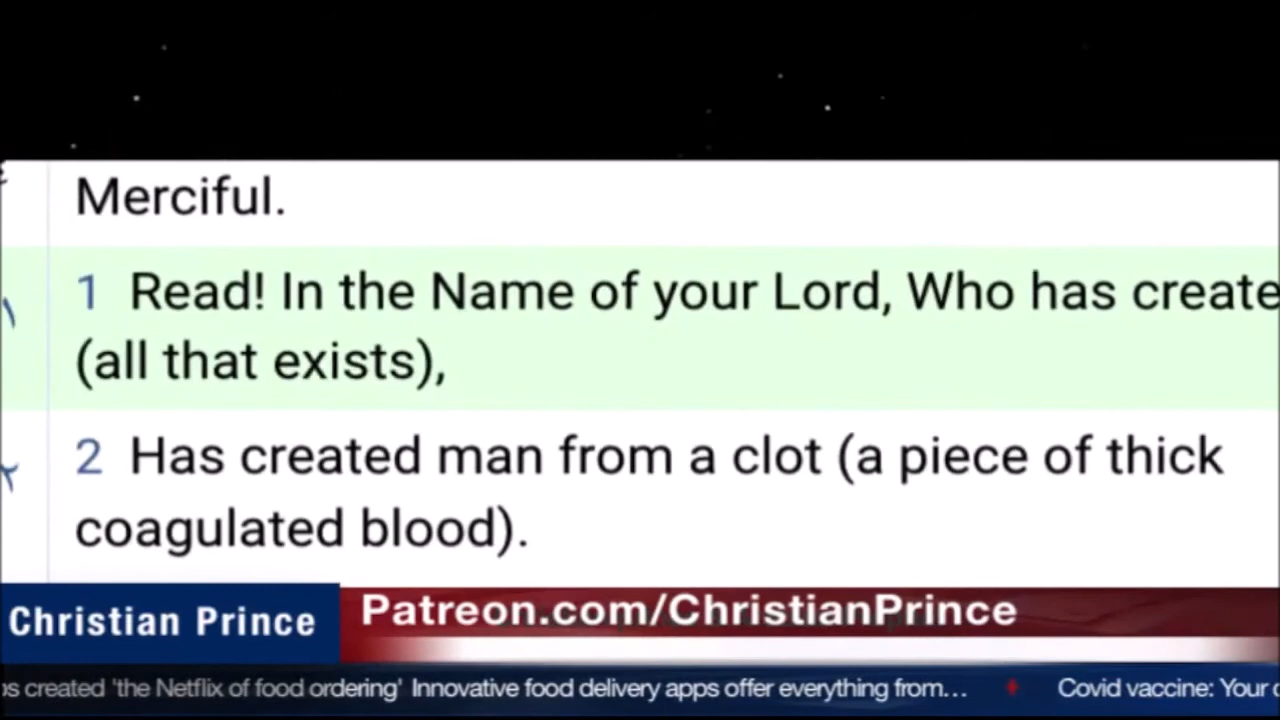 Merciful.
1 Read! In the Name of your Lord, Who has create
(all that exists),
2 Has created man from a clot (a piece of thick
coagulated blood).
Christian Prince
Patreon.com/ChristianPrince
s created 'the Netflix of food ordering' Innovative food delivery apps offer everything from... Covid vaccine: Your